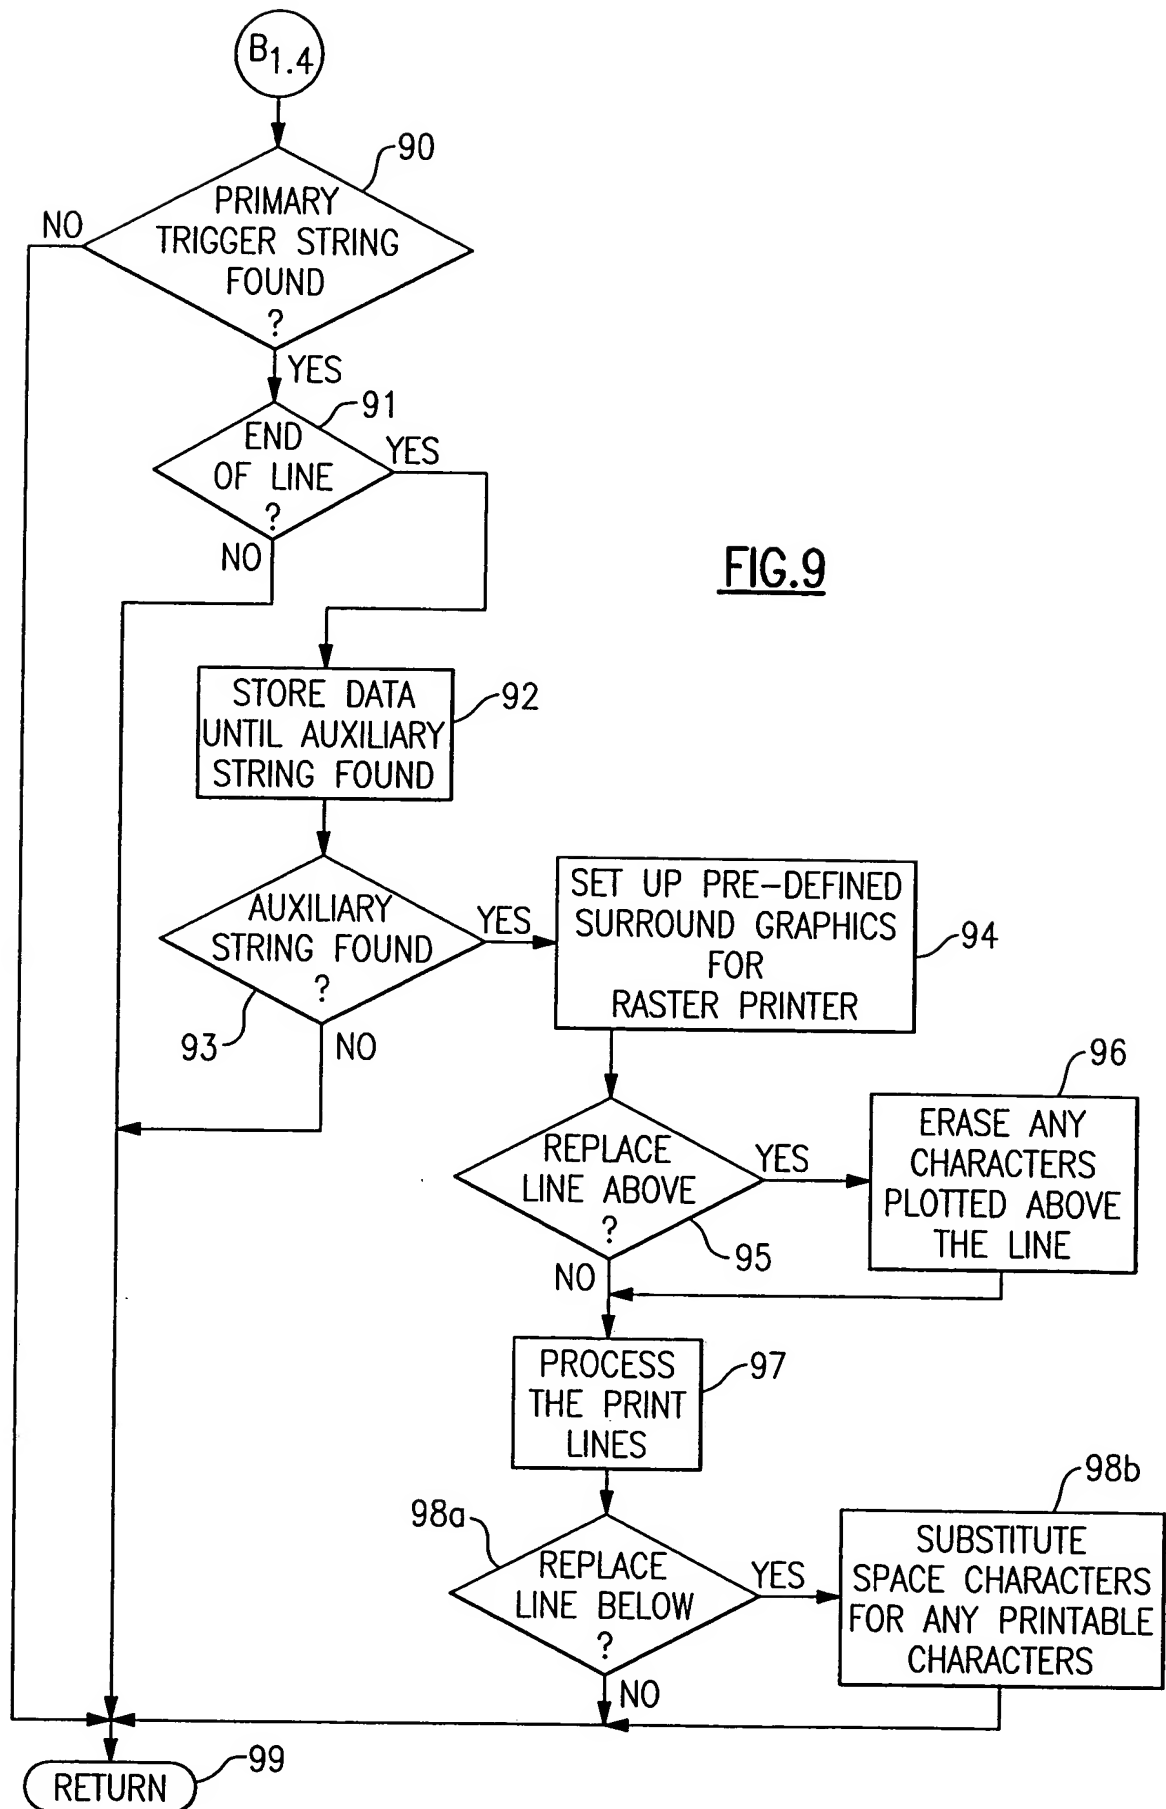 B1.4
90
PRIMARY
TRIGGER STRING
FOUND
?
NO
YES
91
END
OF LINE
?
YES
NO
FIG.9
STORE DATA
UNTIL AUXILIARY
STRING FOUND
92
AUXILIARY
STRING FOUND
?
93
YES
NO
SET UP PRE-DEFINED
SURROUND GRAPHICS
FOR
RASTER PRINTER
94
REPLACE
LINE ABOVE
?
95
YES
NO
96
ERASE ANY
CHARACTERS
PLOTTED ABOVE
THE LINE
PROCESS
THE PRINT
LINES
97
98a
REPLACE
LINE BELOW
?
YES
NO
98b
SUBSTITUTE
SPACE CHARACTERS
FOR ANY PRINTABLE
CHARACTERS
RETURN
99